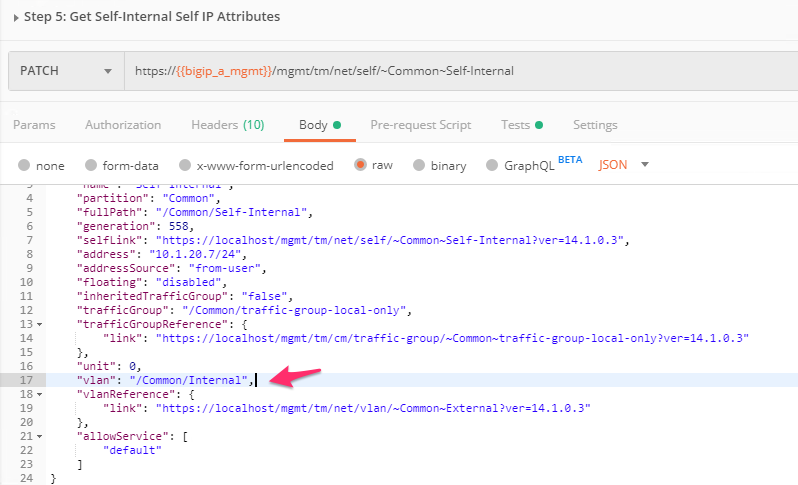 Step 5: Get Self-Internal Self IP Attributes
PATCH https://{{bigip_a_mgmt}}/mgmt/tm/net/self/~Common~Self-Internal
Params Authorization Headers (10) Body Pre-request Script Tests Settings
none form-data x-www-form-urlencoded raw binary GraphQL BETA JSON
3 "name": "Self-Internal",
4 "partition": "Common",
5 "fullPath": "/Common/Self-Internal",
6 "generation": 558,
7 "selfLink": "https://localhost/mgmt/tm/net/self/~Common~Self-Internal?ver=14.1.0.3",
8 "address": "10.1.20.7/24",
9 "addressSource": "from-user",
10 "floating": "disabled",
11 "inheritedTrafficGroup": "false",
12 "trafficGroup": "/Common/traffic-group-local-only",
13 "trafficGroupReference": {
14 "link": "https://localhost/mgmt/tm/cm/traffic-group/~Common~traffic-group-local-only?ver=14.1.0.3"
15 },
16 "unit": 0,
17 "vlan": "/Common/Internal",
18 "vlanReference": {
19 "link": "https://localhost/mgmt/tm/net/vlan/~Common~External?ver=14.1.0.3"
20 },
21 "allowService": [
22 "default"
23 ]
24 }